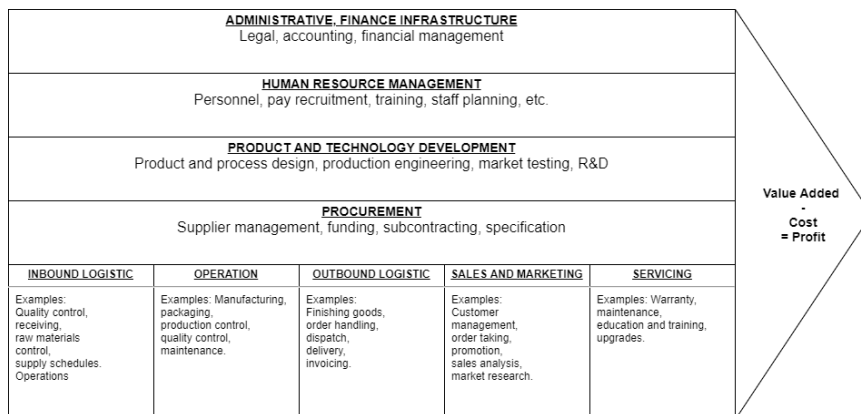 ADMINISTRATIVE, FINANCE INFRASTRUCTURE
Legal, accounting, financial management
HUMAN RESOURCE MANAGEMENT
Personnel, pay recruitment, training, staff planning, etc.
PRODUCT AND TECHNOLOGY DEVELOPMENT
Product and process design, production engineering, market testing, R&D
PROCUREMENT
Supplier management, funding, subcontracting, specification
Value Added
-
Cost
= Profit
INBOUND LOGISTIC
Examples:
Quality control,
receiving,
raw materials
control,
supply schedules.
Operations
OPERATION
Examples: Manufacturing,
packaging,
production control,
quality control,
maintenance.
OUTBOUND LOGISTIC
Examples:
Finishing goods,
order handling,
dispatch,
delivery,
invoicing.
SALES AND MARKETING
Examples:
Customer
management,
order taking,
promotion,
sales analysis,
market research.
SERVICING
Examples: Warranty,
maintenance,
education and training,
upgrades.